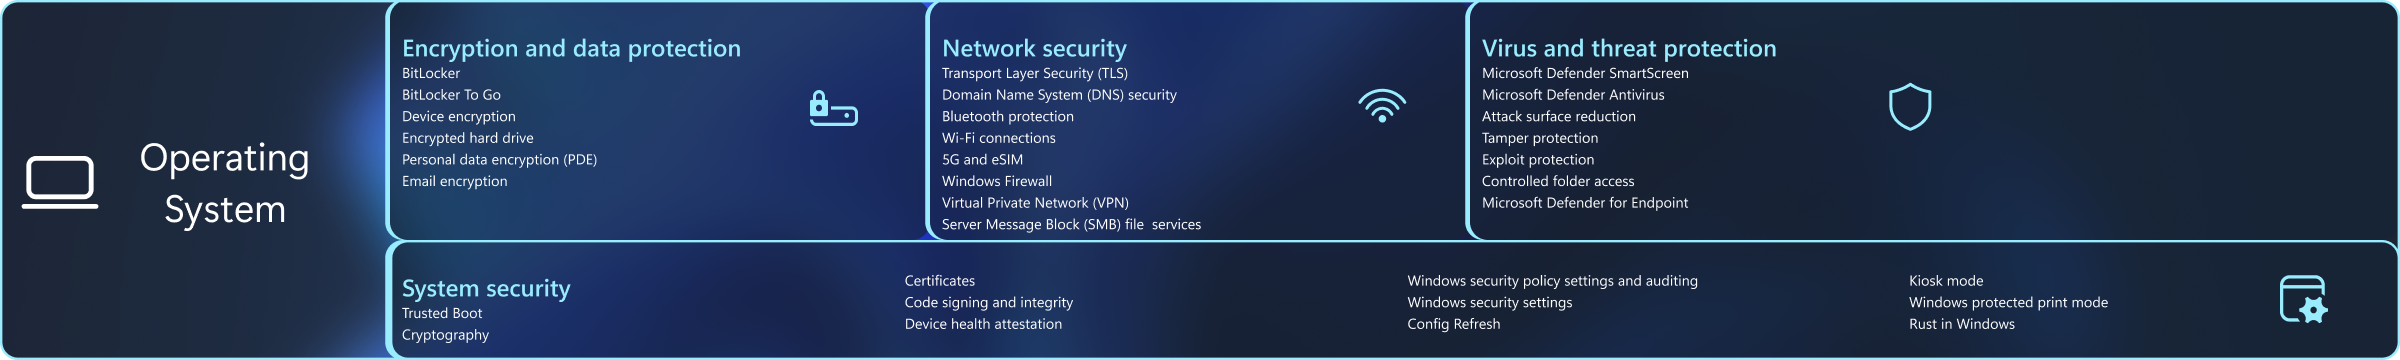 Operating
System
Encryption and data protection
BitLocker
BitLocker To Go
Device encryption
Encrypted hard drive
Personal data encryption (PDE)
Email encryption
Network security
Transport Layer Security (TLS)
Domain Name System (DNS) security
Bluetooth protection
Wi-Fi connections
5G and eSIM
Windows Firewall
Virtual Private Network (VPN)
Server Message Block (SMB) file  services
Virus and threat protection
Microsoft Defender SmartScreen
Microsoft Defender Antivirus
Attack surface reduction
Tamper protection
Exploit protection
Controlled folder access
Microsoft Defender for Endpoint
System security
Trusted Boot
Cryptography
Certificates
Code signing and integrity
Device health attestation
Windows security policy settings and auditing
Windows security settings
Config Refresh
Kiosk mode
Windows protected print mode
Rust in Windows